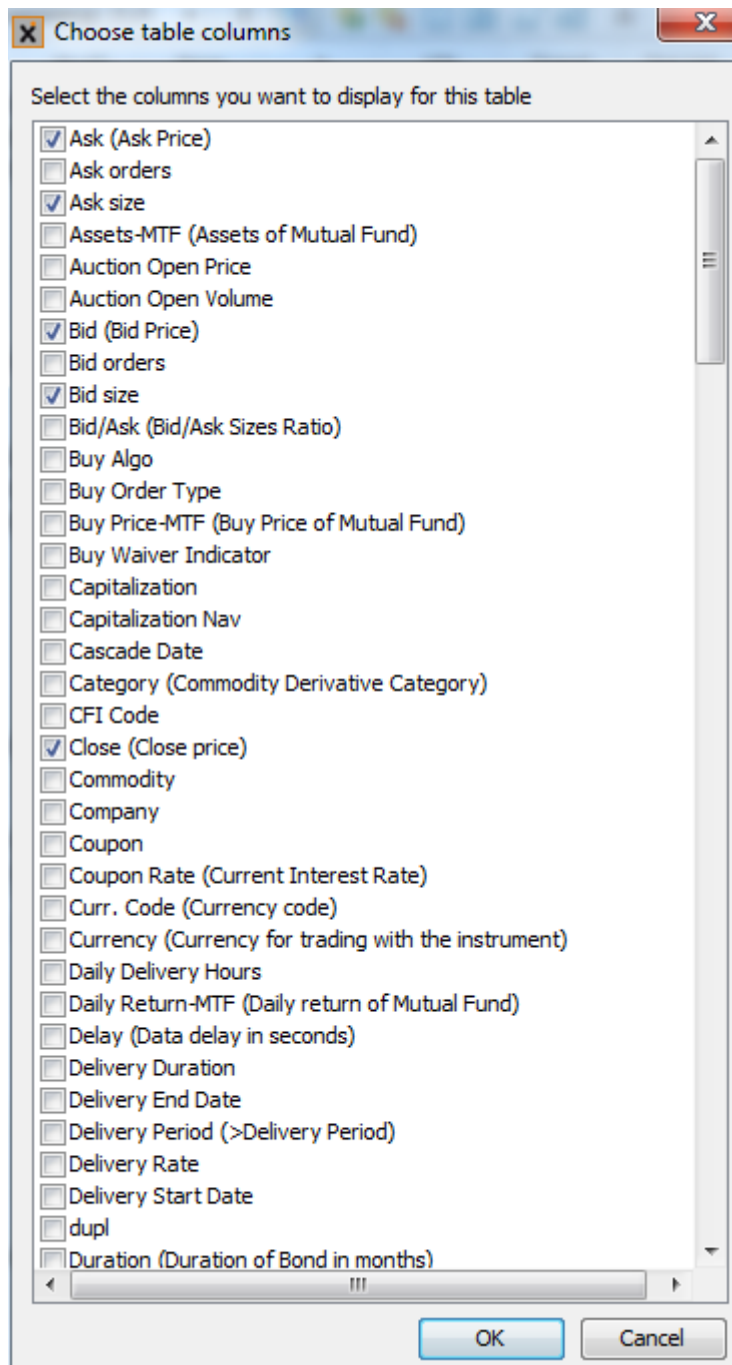 Choose table columns
Select the columns you want to display for this table
Ask (Ask Price)
Ask orders
Ask size
Assets-MTF (Assets of Mutual Fund)
Auction Open Price
Auction Open Volume
Bid (Bid Price)
Bid orders
Bid size
Bid/Ask (Bid/Ask Sizes Ratio)
Buy Algo
Buy Order Type
Buy Price-MTF (Buy Price of Mutual Fund)
Buy Waiver Indicator
Capitalization
Capitalization Nav
Cascade Date
Category (Commodity Derivative Category)
CFI Code
Close (Close price)
Commodity
Company
Coupon
Coupon Rate (Current Interest Rate)
Curr. Code (Currency code)
Currency (Currency for trading with the instrument)
Daily Delivery Hours
Daily Return-MTF (Daily return of Mutual Fund)
Delay (Data delay in seconds)
Delivery Duration
Delivery End Date
Delivery Period (>Delivery Period)
Delivery Rate
Delivery Start Date
dupl
Duration (Duration of Bond in months)
OK Cancel